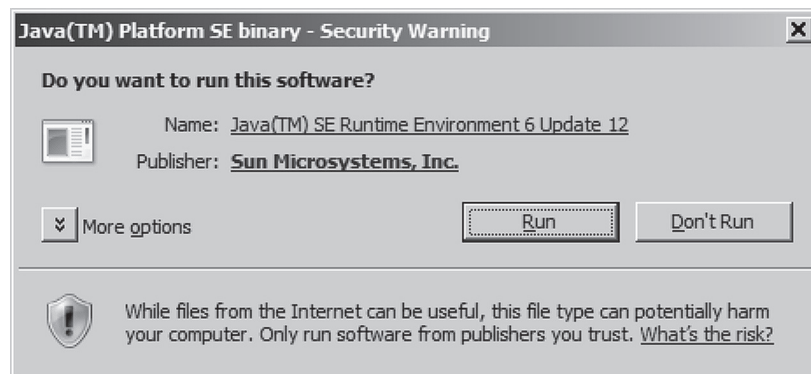 Java(TM) Platform SE binary - Security Warning
Do you want to run this software?
Name: Java(TM) SE Runtime Environment 6 Update 12
Publisher: Sun Microsystems, Inc.
More options
Run
Don't Run
While files from the Internet can be useful, this file type can potentially harm
your computer. Only run software from publishers you trust. What's the risk?